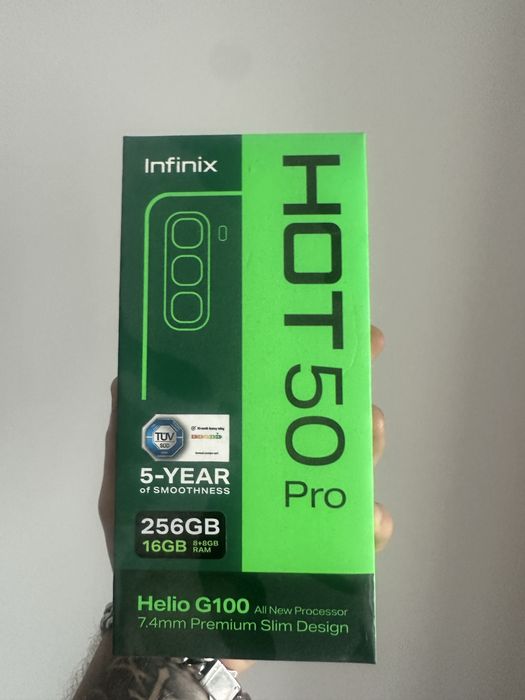 Infinix
HOT 50
Pro
TÜV
SÜD
5-YEAR
of SMOOTHNESS
256GB
16GB 8+8GB
RAM
Helio G100 All New Processor
7.4mm Premium Slim Design